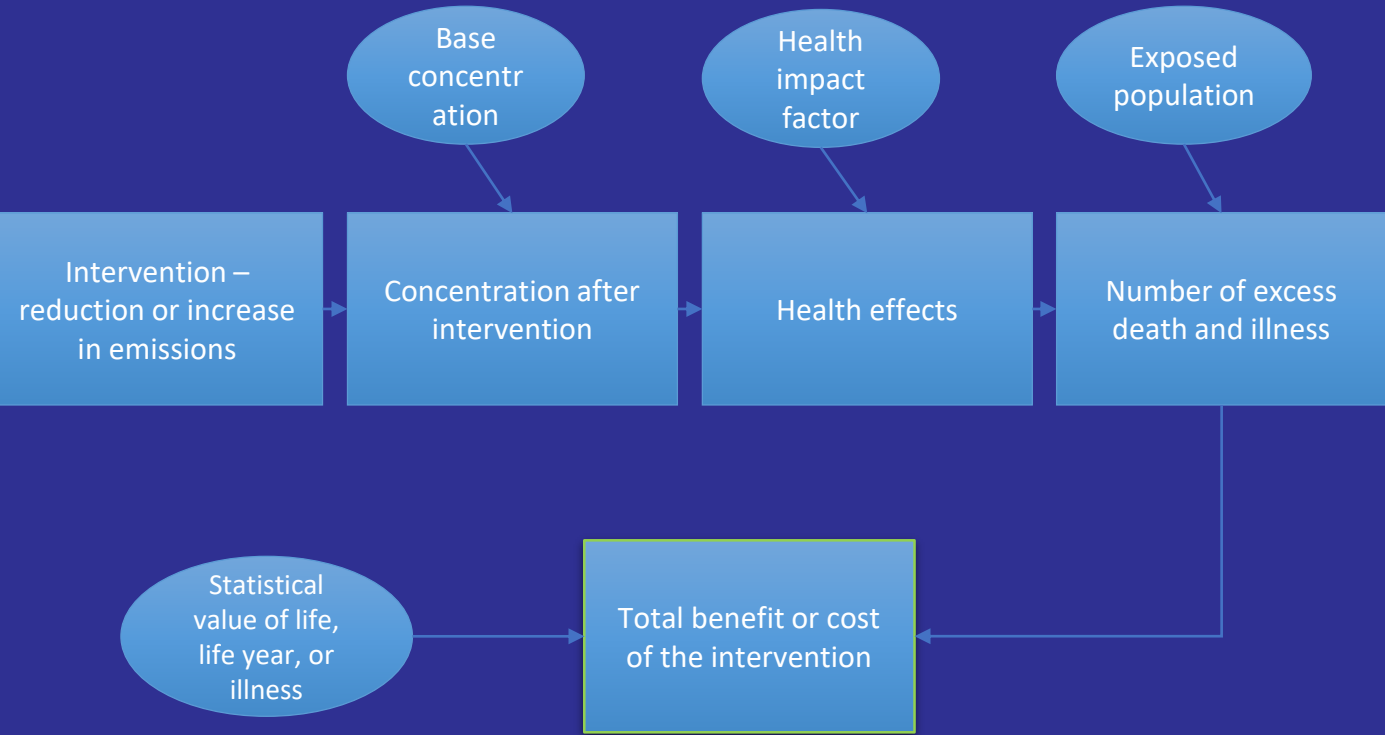 Base
concentr
ation
Health
impact
factor
Exposed
population
Intervention –
reduction or increase
in emissions
Concentration after
intervention
Health effects
Number of excess
death and illness
Statistical
value of life,
life year, or
illness
Total benefit or cost
of the intervention